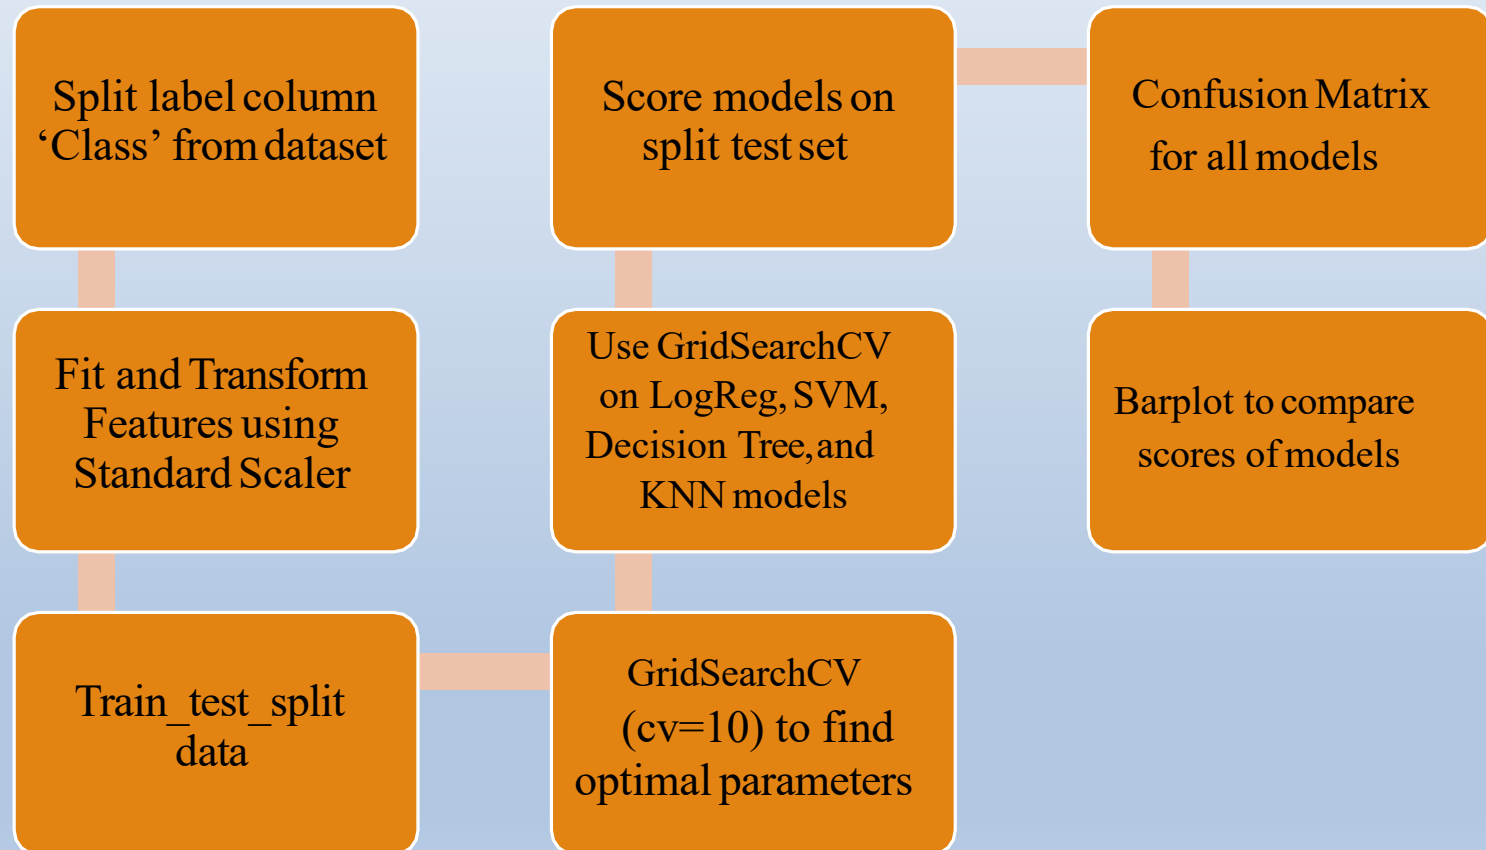 Split label column
‘Class’ from dataset
Fit and Transform
Features using
Standard Scaler
Train_test_split
data
GridSearchCV
(cv=10) to find
optimal parameters
Use GridSearchCV
on LogReg, SVM,
Decision Tree, and
KNN models
Score models on
split test set
Confusion Matrix
for all models
Barplot to compare
scores of models